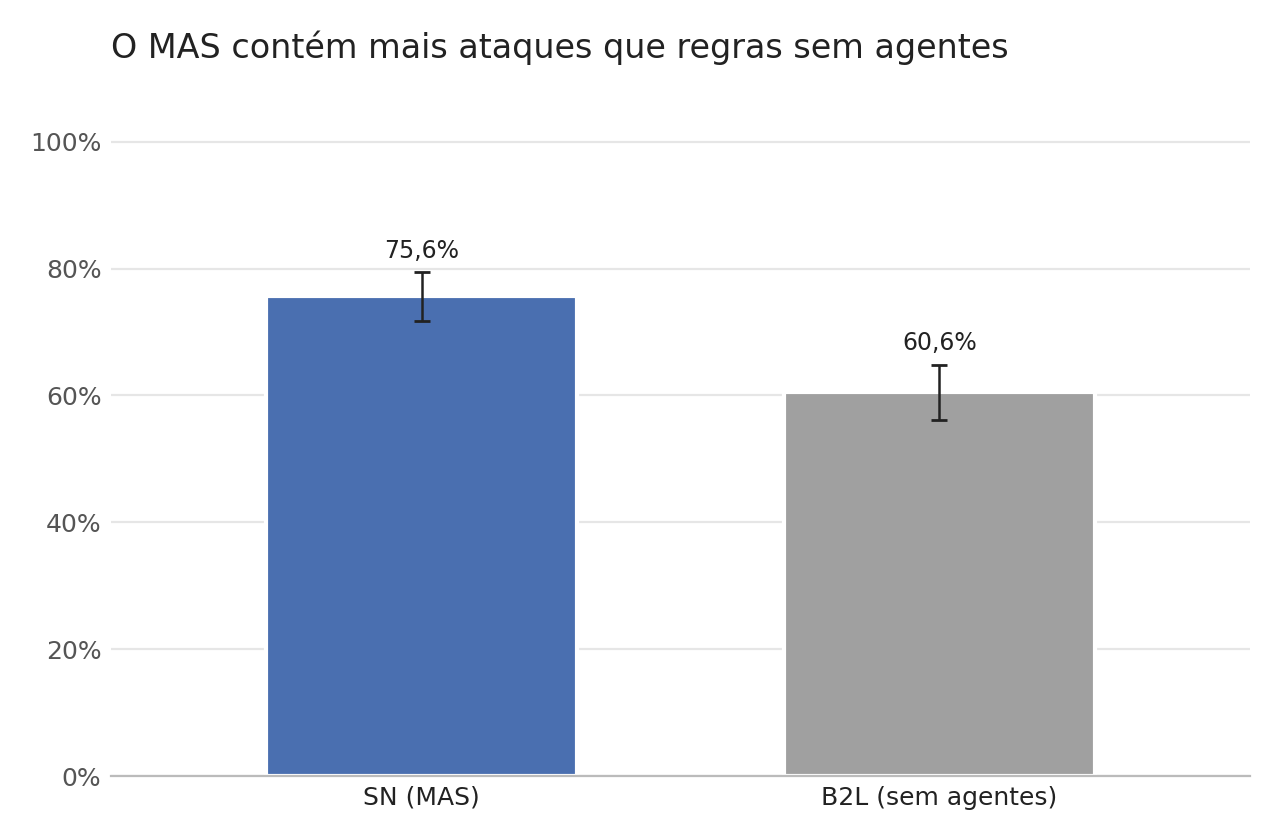 O MAS contém mais ataques que regras sem agentes
100%
80%
60%
40%
20%
0%
75,6%
60,6%
SN (MAS)
B2L (sem agentes)